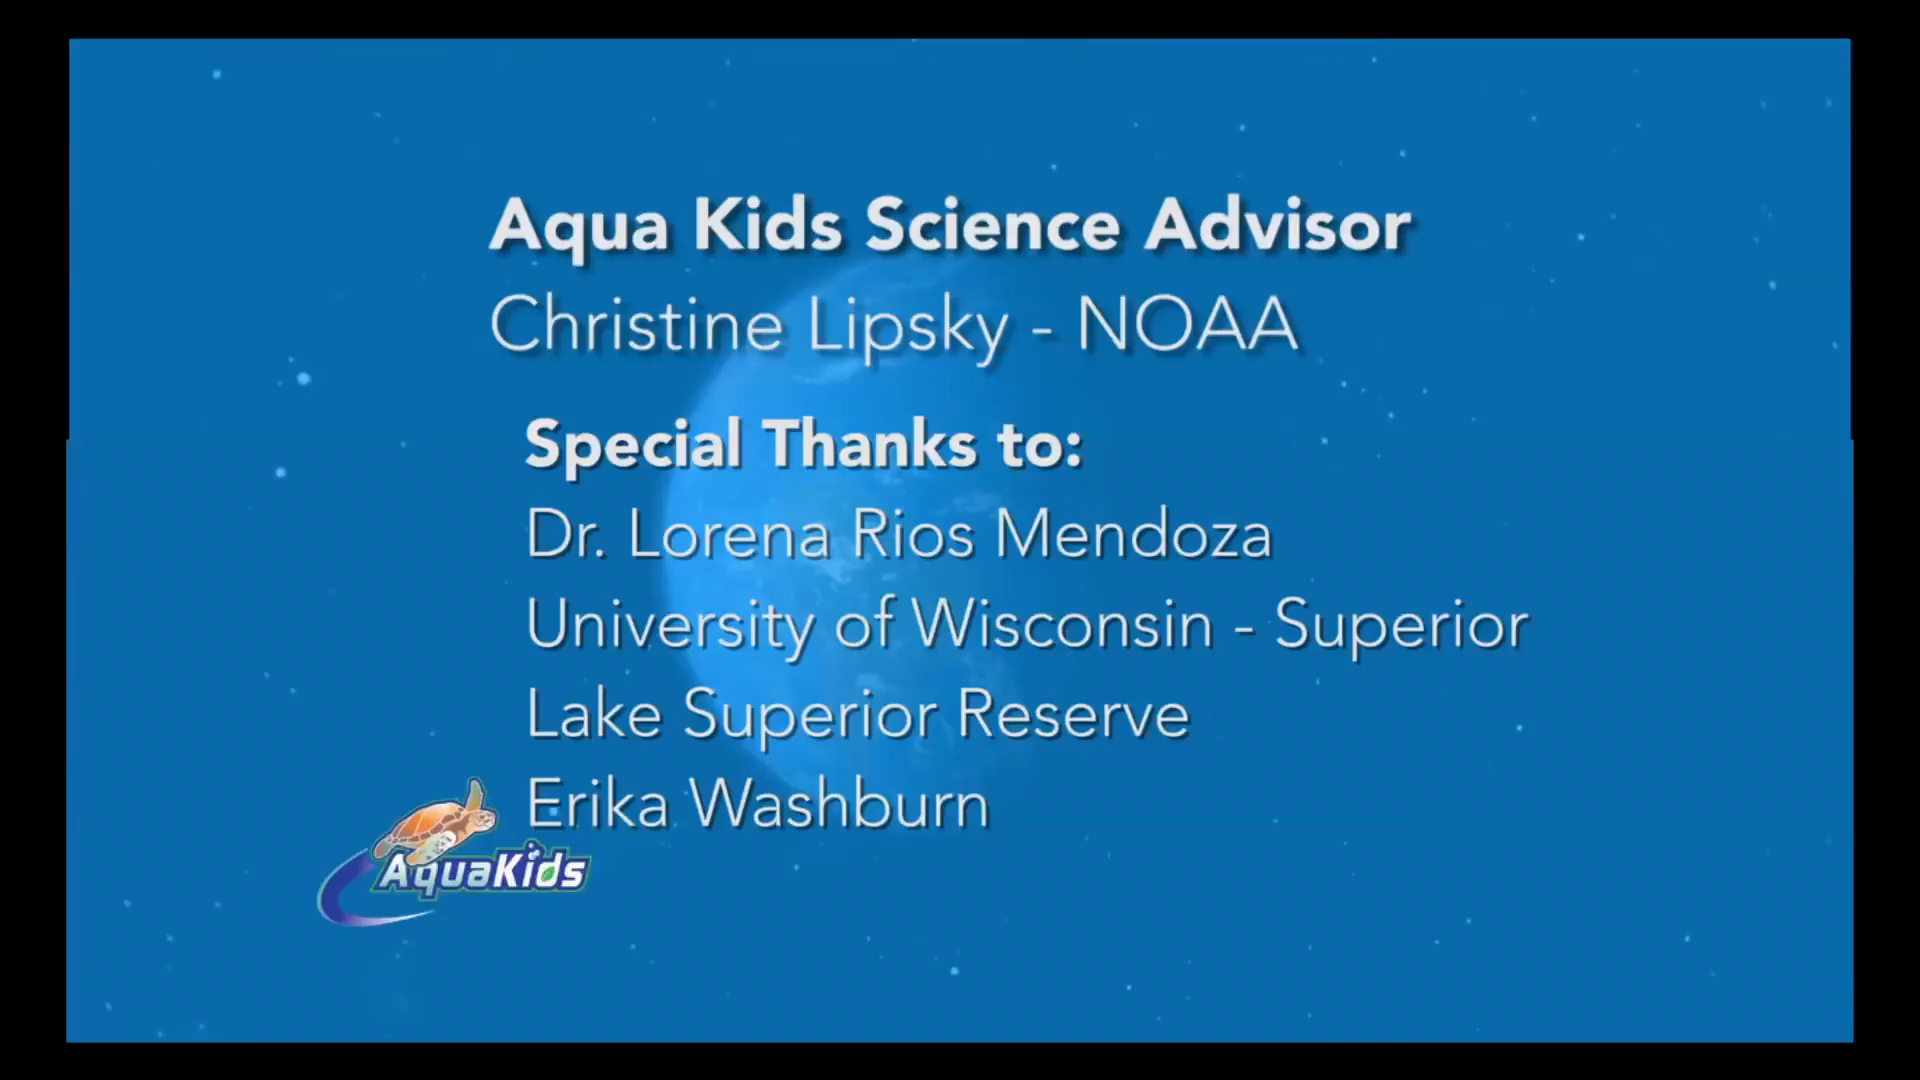 Aqua Kids Science Advisor
Christine Lipsky - NOAA
Special Thanks to:
Dr. Lorena Rios Mendoza
University of Wisconsin - Superior
Lake Superior Reserve
Erika Washburn
AquaKids